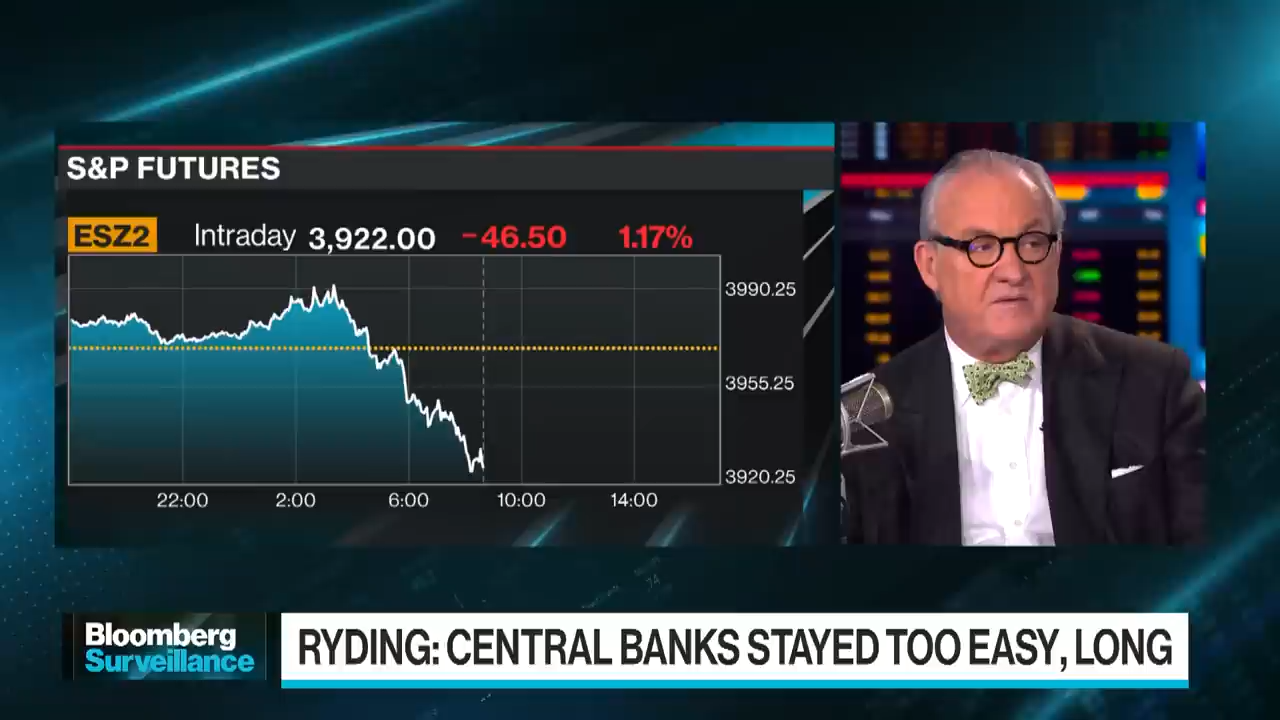 S&P FUTURES
ESZ2 Intraday 3,922.00 -46.50 1.17%
3990.25
3955.25
3920.25
22:00 2:00 6:00 10:00 14:00
Bloomberg
Surveillance
RYDING: CENTRAL BANKS STAYED TOO EASY, LONG